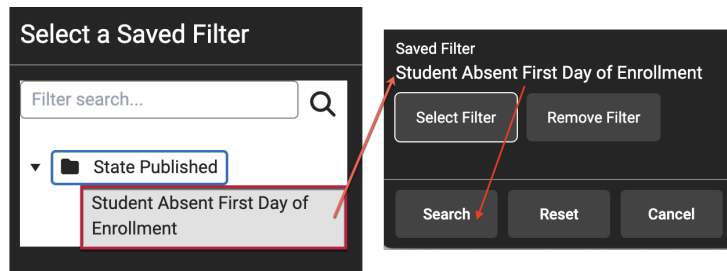 Select a Saved Filter
Filter search...
State Published
Student Absent First Day of
Enrollment
Saved Filter
Student Absent First Day of Enrollment
Select Filter
Remove Filter
Search
Reset
Cancel